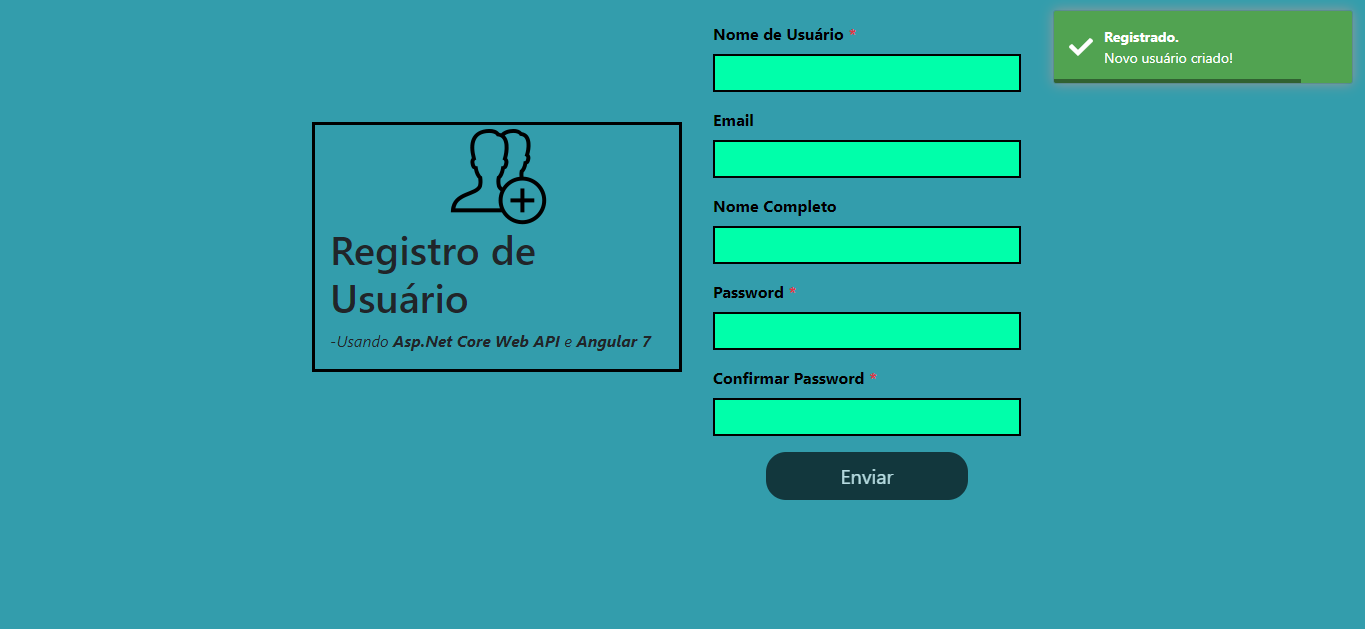 Registro de
Usuário
-Usando Asp.Net Core Web API e Angular 7
Nome de Usuário *
Email
Nome Completo
Password *
Confirmar Password *
Enviar
Registrado.
Novo usuário criado!